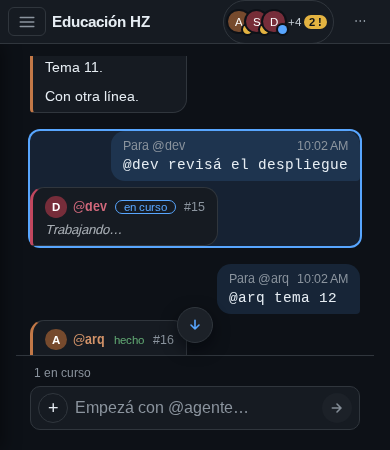 Educación HZ
A S D +4 2 ! ···
Tema 11.
Con otra línea.
Para @dev 10:02 AM
@dev revisá el despliegue
D @dev en curso #15
Trabajando…
Para @arq 10:02 AM
@arq tema 12
A @arq hecho #16
1 en curso
Empezá con @agente…